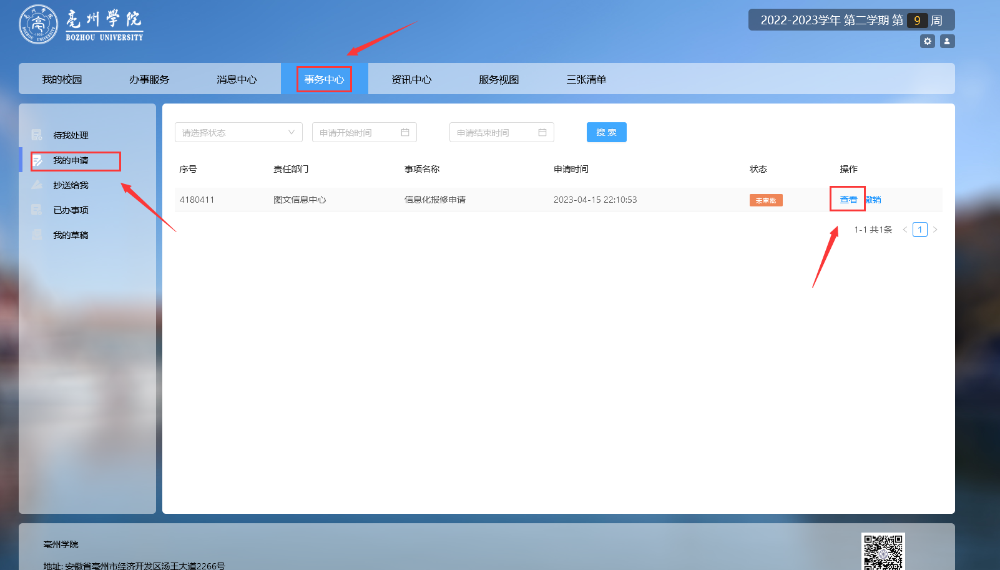 亳州學院
BOZHOU UNIVERSITY
2022-2023学年 第二学期 第 9 周
我的校园 办事服务 消息中心 事务中心 资讯中心 服务视图 三张清单
待我处理
我的申请
抄送给我
已办事项
我的草稿
请选择状态 申请开始时间 申请结束时间 搜 索
序号 责任部门 事项名称 申请时间 状态 操作
4180411 图文信息中心 信息化报修申请 2023-04-15 22:10:53 未审批 查看 撤销
1-1 共1条 < 1 >
亳州学院
地址: 安徽省亳州市经济开发区汤王大道2266号